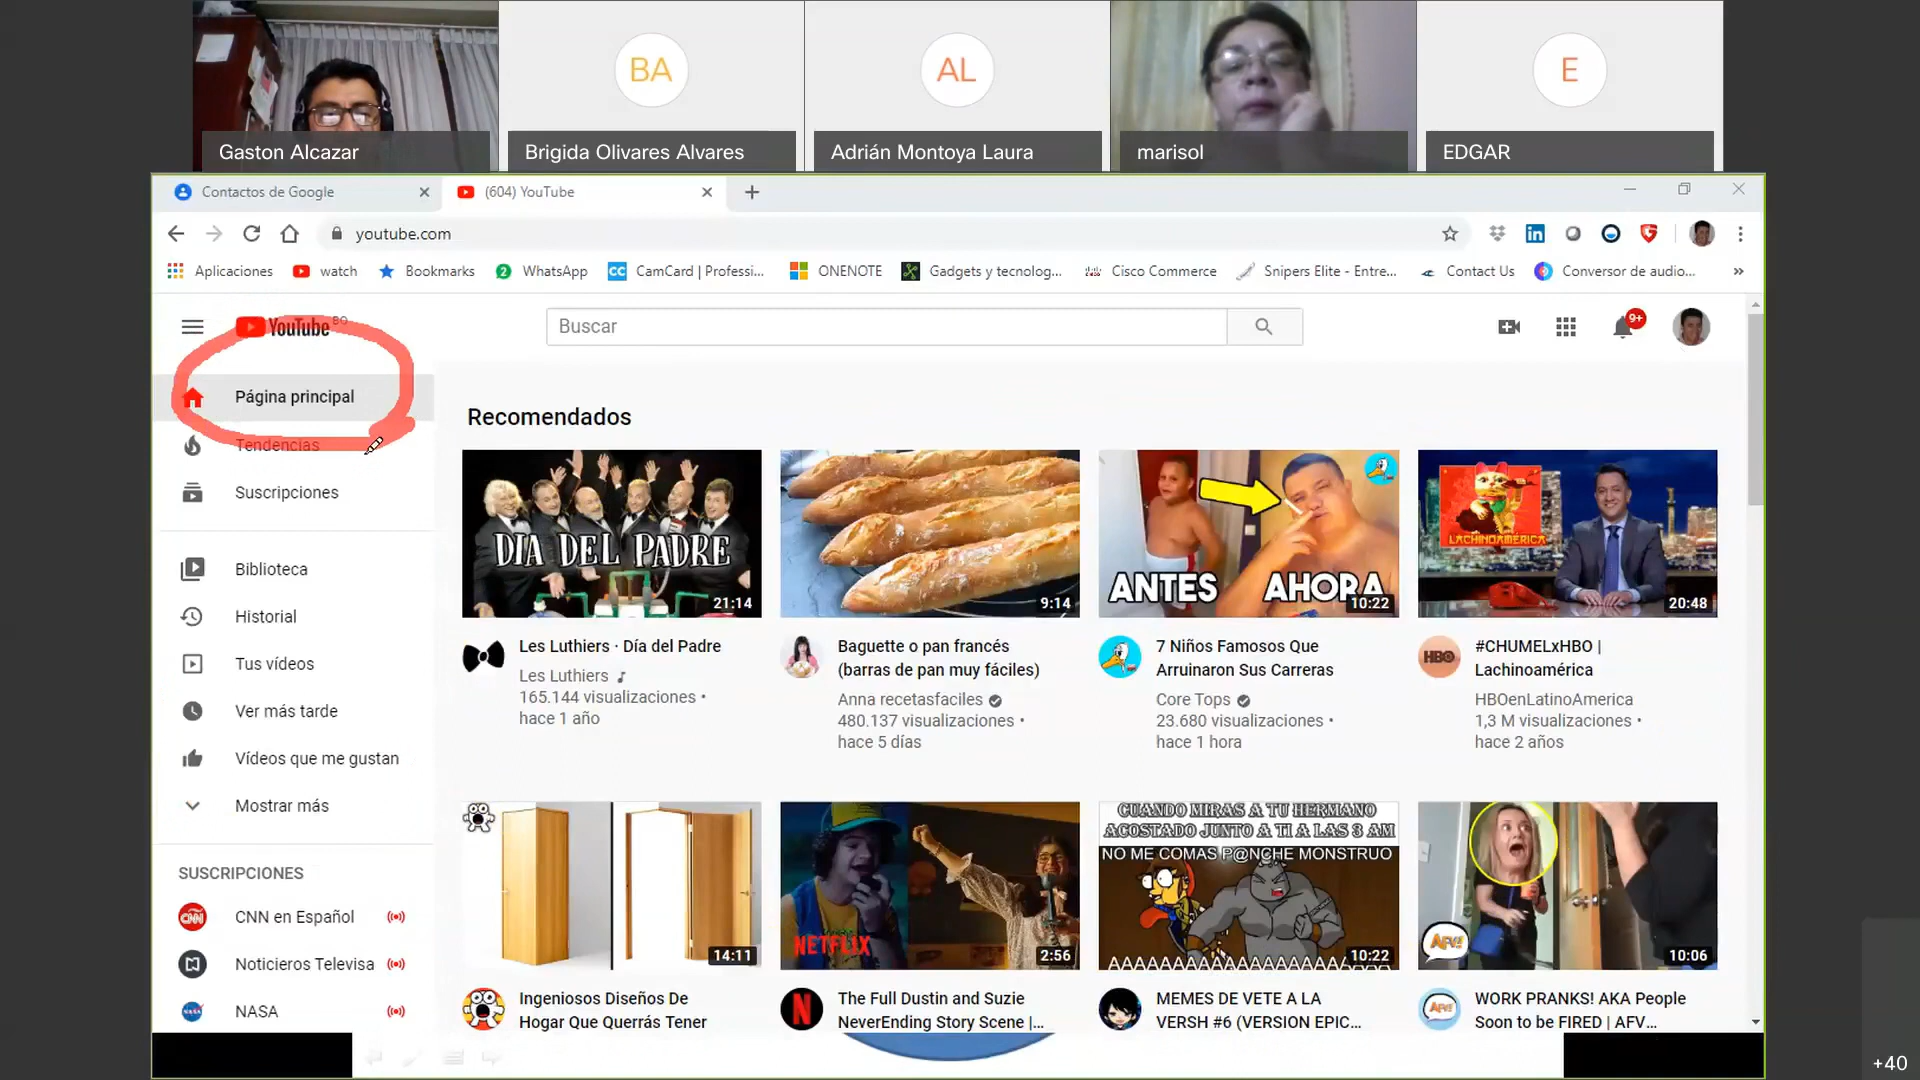 BA
AL
E
Gaston Alcazar
Brigida Olivares Alvares
Adrián Montoya Laura
marisol
EDGAR
Contactos de Google
(604) YouTube
youtube.com
Aplicaciones
watch
Bookmarks
2
WhatsApp
CC
CamCard | Professi...
ONENOTE
Gadgets y tecnolog...
Cisco Commerce
Snipers Elite - Entre...
Contact Us
Conversor de audio...
YouTube BO
Buscar
9+
Página principal
Tendencias
Suscripciones
Biblioteca
Historial
Tus vídeos
Ver más tarde
Vídeos que me gustan
Mostrar más
SUSCRIPCIONES
CNN en Español
Noticieros Televisa
NASA
Recomendados
DIA DEL PADRE
21:14
9:14
ANTES
AHORA
10:22
LACHINOAMÉRICA
20:48
Les Luthiers · Día del Padre
Les Luthiers
165.144 visualizaciones •
hace 1 año
Baguette o pan francés
(barras de pan muy fáciles)
Anna recetasfaciles
480.137 visualizaciones •
hace 5 días
7 Niños Famosos Que
Arruinaron Sus Carreras
Core Tops
23.680 visualizaciones •
hace 1 hora
HBO
#CHUMELxHBO |
Lachinoamérica
HBOenLatinoAmerica
1,3 M visualizaciones •
hace 2 años
14:11
NETFLIX
2:56
CUANDO MIRAS A TU HERMANO
ACOSTADO JUNTO A TI A LAS 3 AM
NO ME COMAS P@NCHE MONSTRUO
AAAAAAAAAAAAAAAAAAAAA
10:22
AFV!
10:06
Ingeniosos Diseños De
Hogar Que Querrás Tener
N
The Full Dustin and Suzie
NeverEnding Story Scene |...
MEMES DE VETE A LA
VERSH #6 (VERSION EPIC...
AFV!
WORK PRANKS! AKA People
Soon to be FIRED | AFV...
+40